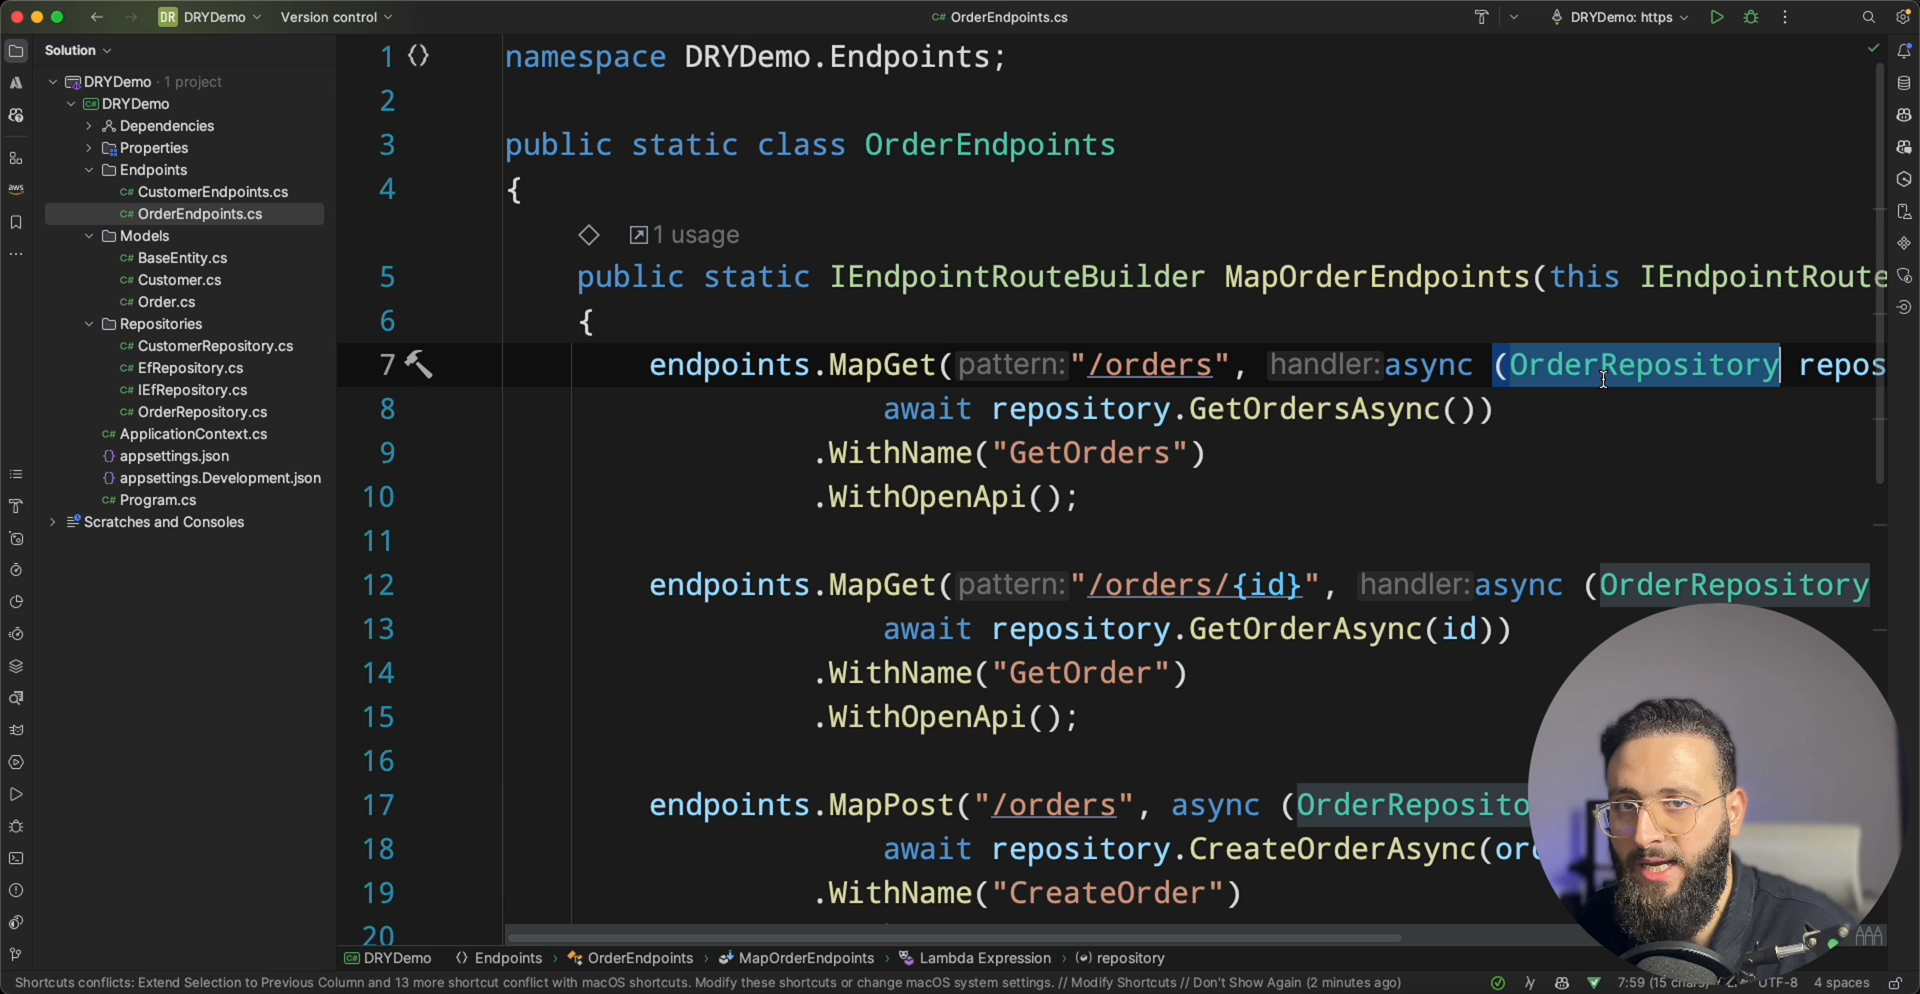 DR DRYDemo Version control
OrderEndpoints.cs
DRYDemo: https
Solution
DRYDemo · 1 project
C# DRYDemo
Dependencies
Properties
Endpoints
C# CustomerEndpoints.cs
C# OrderEndpoints.cs
Models
C# BaseEntity.cs
C# Customer.cs
C# Order.cs
Repositories
C# CustomerRepository.cs
C# EfRepository.cs
C# IEfRepository.cs
C# OrderRepository.cs
C# ApplicationContext.cs
{} appsettings.json
{} appsettings.Development.json
C# Program.cs
Scratches and Consoles
aws
1 namespace DRYDemo.Endpoints;
2
3 public static class OrderEndpoints
4 {
1 usage
5 public static IEndpointRouteBuilder MapOrderEndpoints(this IEndpointRoute
6 {
7 endpoints.MapGet(pattern:"/orders", handler:async (OrderRepository repos
8 await repository.GetOrdersAsync())
9 .WithName("GetOrders")
10 .WithOpenApi();
11
12 endpoints.MapGet(pattern:"/orders/{id}", handler:async (OrderRepository
13 await repository.GetOrderAsync(id))
14 .WithName("GetOrder")
15 .WithOpenApi();
16
17 endpoints.MapPost("/orders", async (OrderReposito
18 await repository.CreateOrderAsync(ord
19 .WithName("CreateOrder")
20
C# DRYDemo Endpoints › OrderEndpoints › MapOrderEndpoints › Lambda Expression › repository
Shortcuts conflicts: Extend Selection to Previous Column and 13 more shortcut conflict with macOS shortcuts. Modify these shortcuts or change macOS system settings. // Modify Shortcuts // Don't Show Again (2 minutes ago)
7:59 (15 chars) UTF-8 4 spaces